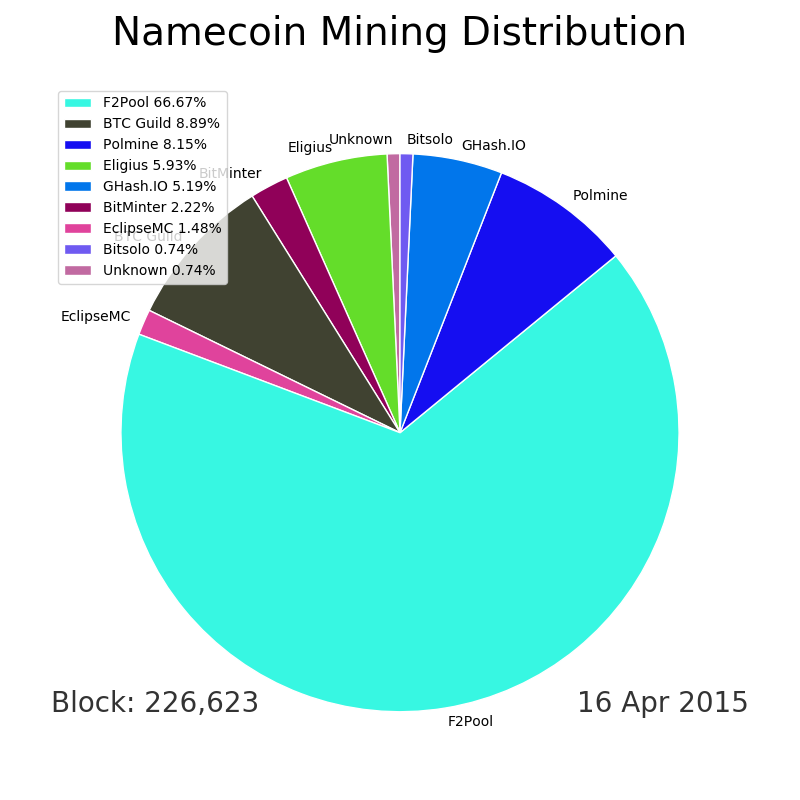 Namecoin Mining Distribution
F2Pool 66.67%
BTC Guild 8.89%
Polmine 8.15%
Eligius 5.93%
GHash.IO 5.19%
BitMinter 2.22%
EclipseMC 1.48%
Bitsolo 0.74%
Unknown 0.74%
Unknown
Bitsolo
Eligius
GHash.IO
BitMinter
Polmine
BTC Guild
EclipseMC
F2Pool
Block: 226,623
16 Apr 2015